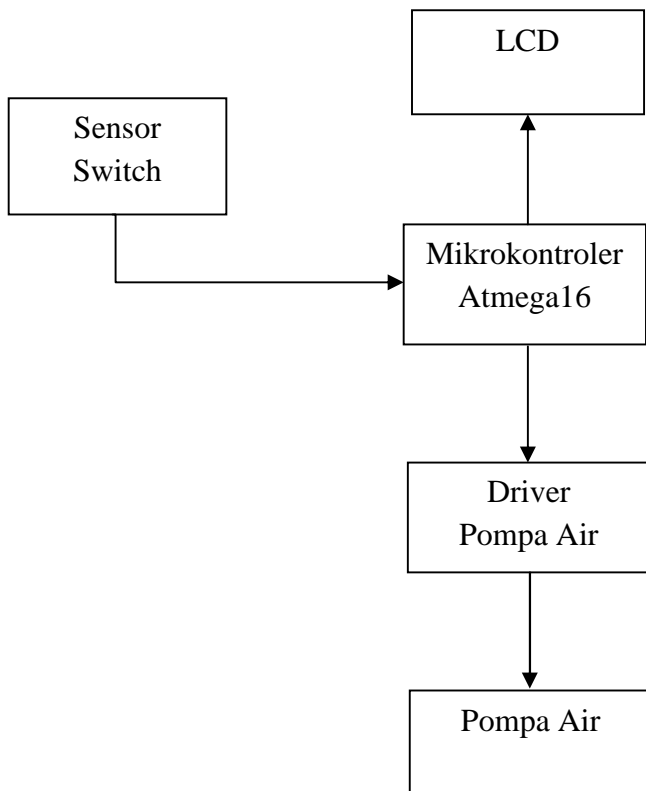 LCD
Sensor
Switch
Mikrokontroler
Atmega16
Driver
Pompa Air
Pompa Air